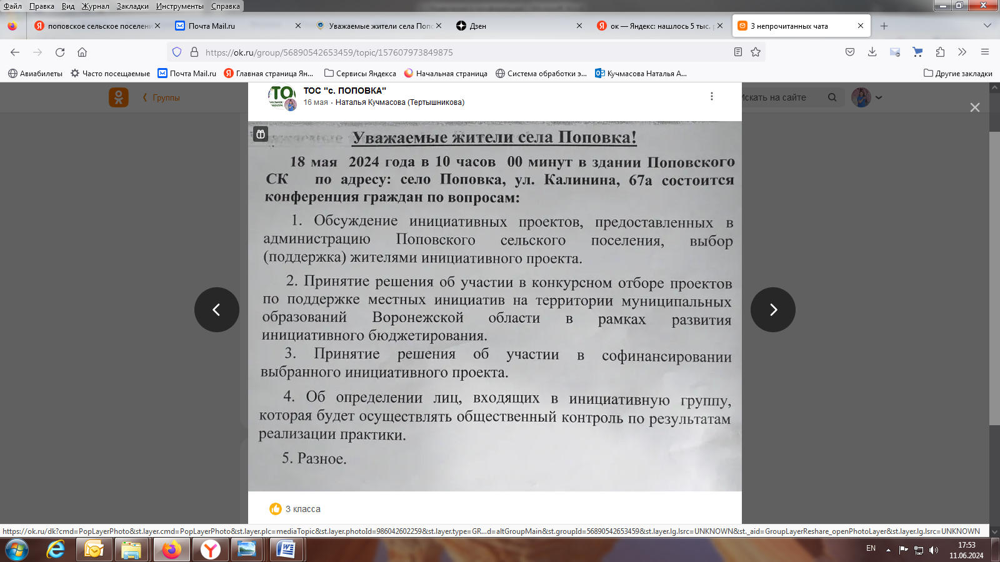 Файл Правка Вид Журнал Закладки Инструменты Справка
поповское сельское поселени
Почта Mail.ru
Уважаемые жители села Попо
Дзен
ок — Яндекс: нашлось 5 тыс. р
3 непрочитанных чата
https://ok.ru/group/56890542653459/topic/157607973849875
Авиабилеты Часто посещаемые Почта Mail.ru Главная страница Ян... Сервисы Яндекса Начальная страница Система обработки э... Кучмасова Наталья А... Другие закладки
Группы
Искать на сайте
ТО
ТОС "с. ПОПОВКА"
16 мая · Наталья Кучмасова (Тертышникова)
Уважаемые жители села Поповка!
18 мая 2024 года в 10 часов 00 минут в здании Поповского
СК по адресу: село Поповка, ул. Калинина, 67а состоится
конференция граждан по вопросам:
1. Обсуждение инициативных проектов, предоставленных в
администрацию Поповского сельского поселения, выбор
(поддержка) жителями инициативного проекта.
2. Принятие решения об участии в конкурсном отборе проектов
по поддержке местных инициатив на территории муниципальных
образований Воронежской области в рамках развития
инициативного бюджетирования.
3. Принятие решения об участии в софинансировании
выбранного инициативного проекта.
4. Об определении лиц, входящих в инициативную группу,
которая будет осуществлять общественный контроль по результатам
реализации практики.
5. Разное.
3 класса
https://ok.ru/dk?cmd=PopLayerPhoto&st.layer.cmd=PopLayerPhoto&st.layer.plc=mediaTopic&st.layer.photoId=986042602259&st.layer.type=GR...d=altGroupMain&st.groupId=56890542653459&st.layer.lg.lsrc=UNKNOWN&st._aid=GroupLayerReshare_openPhotoLayer&st.layer.lg.lsrc=UNKNOWN
EN
17:53
11.06.2024